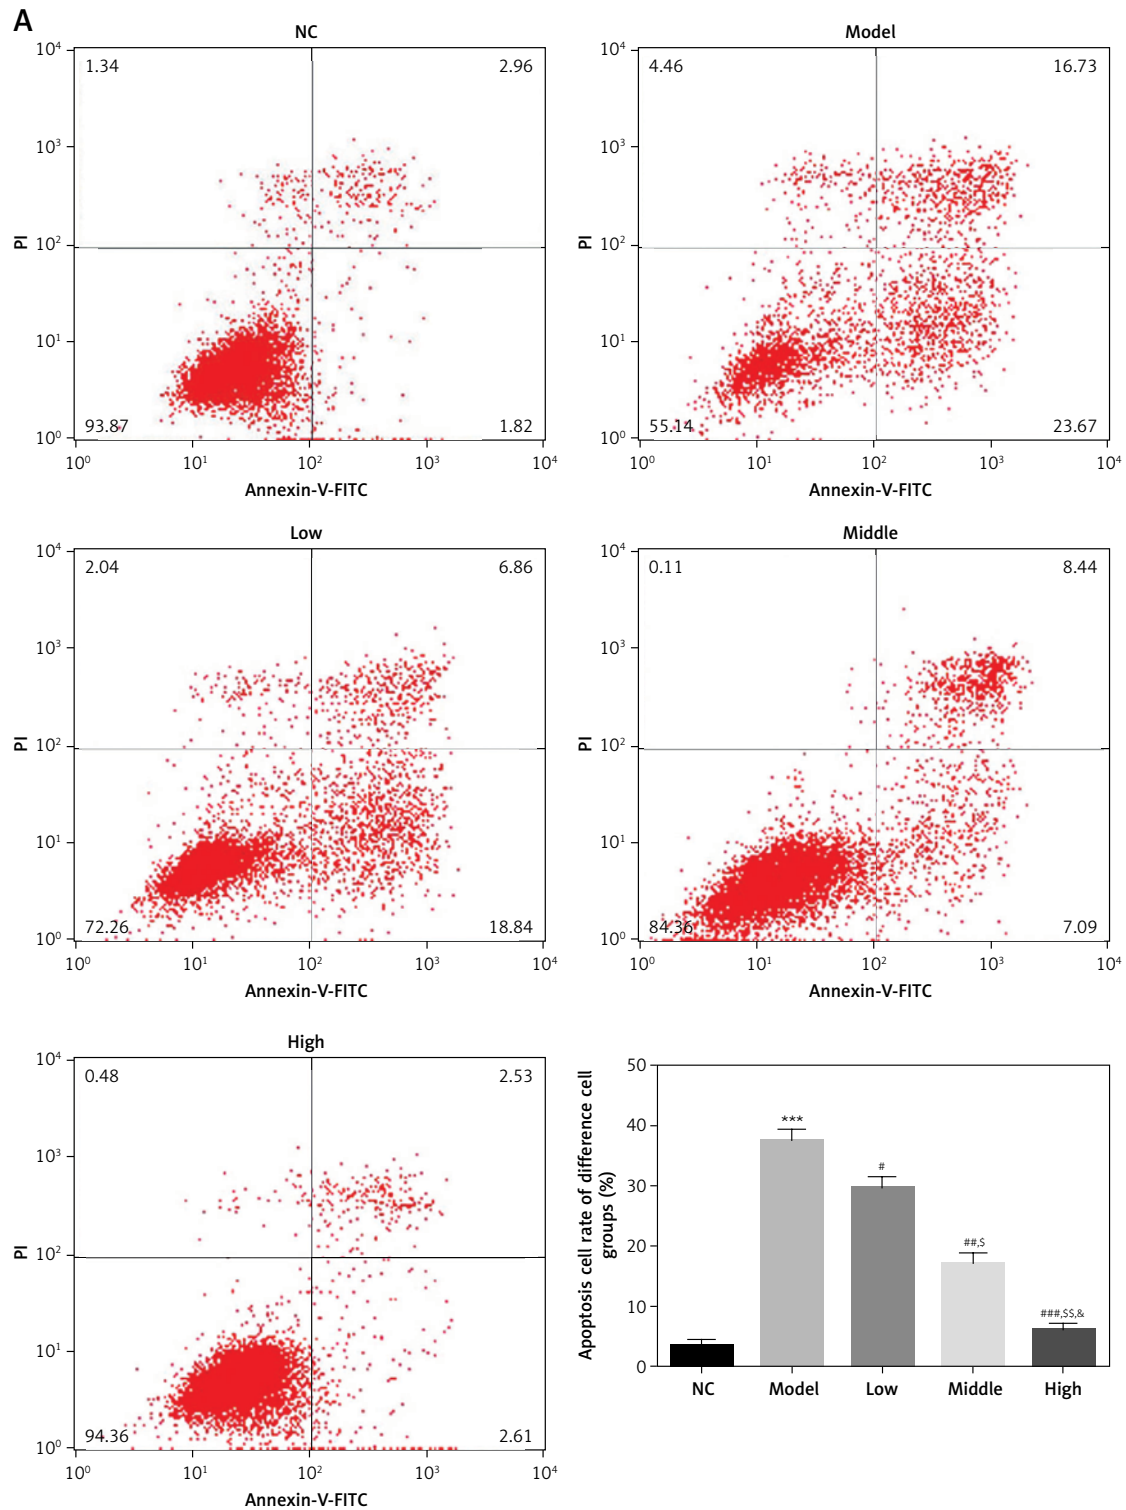 A
NC
10⁴
1.34
2.96
10³
PI
10²
10¹
93.87
1.82
10⁰
10⁰ 10¹ 10² 10³ 10⁴
Annexin-V-FITC
Model
10⁴
4.46
16.73
10³
PI
10²
10¹
55.14
23.67
10⁰
10⁰ 10¹ 10² 10³ 10⁴
Annexin-V-FITC
Low
10⁴
2.04
6.86
10³
PI
10²
10¹
72.26
18.84
10⁰
10⁰ 10¹ 10² 10³ 10⁴
Annexin-V-FITC
Middle
10⁴
0.11
8.44
10³
PI
10²
10¹
84.36
7.09
10⁰
10⁰ 10¹ 10² 10³ 10⁴
Annexin-V-FITC
High
10⁴
0.48
2.53
10³
PI
10²
10¹
94.36
2.61
10⁰
10⁰ 10¹ 10² 10³ 10⁴
Annexin-V-FITC
Apoptosis cell rate of difference cell
groups (%)
50
40
30
20
10
0
***
#
##,$
###,$$,&
NC Model Low Middle High